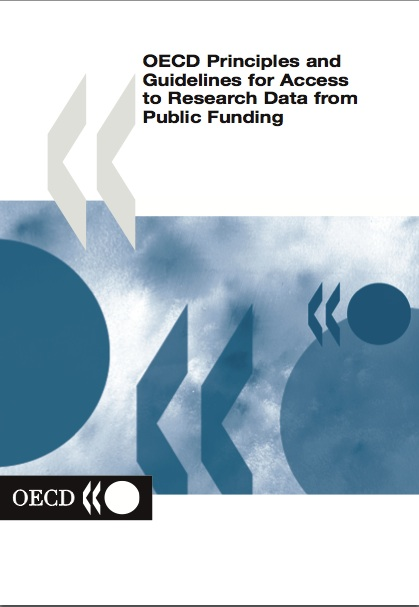 OECD Principles and
Guidelines for Access
to Research Data from
Public Funding
OECD